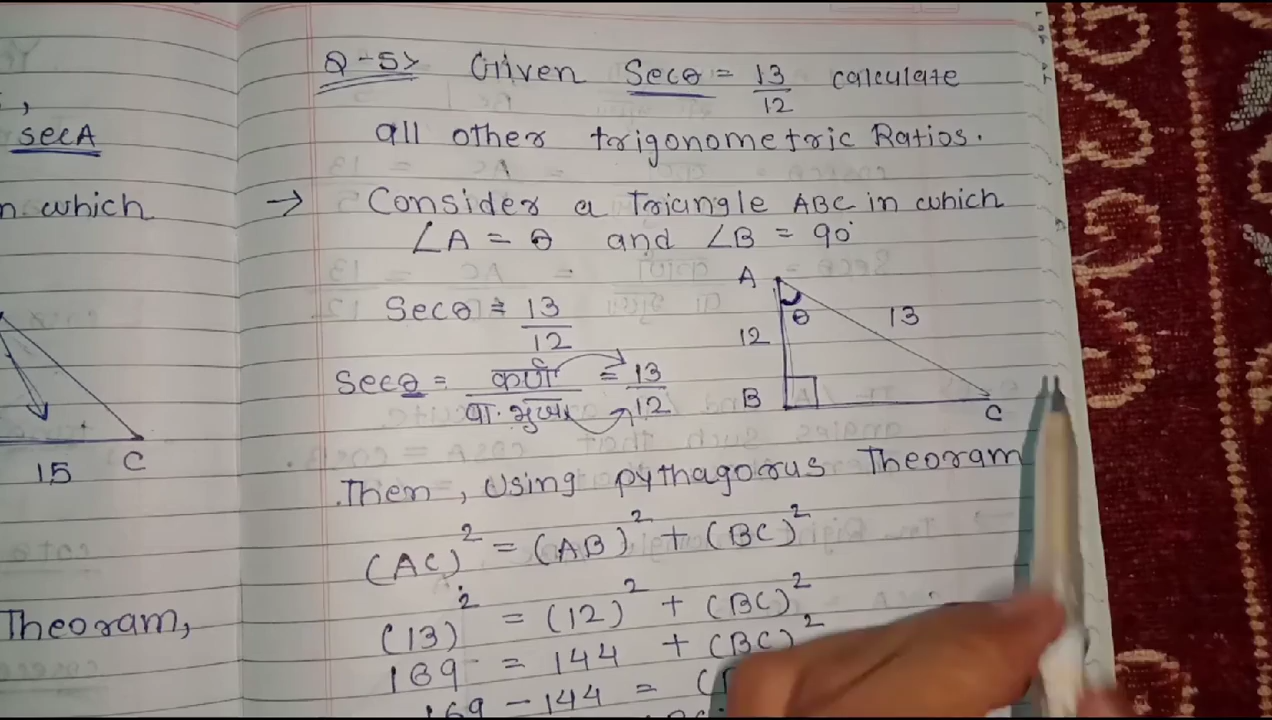 secA
n which
15 C
Theoram,
Q-5> Given Secθ = 13/12 calculate
all other trigonometric Ratios.
→ Consider a Triangle ABC in which
∠A = θ and ∠B = 90°
Secθ = 13/12
Secθ = कर्ण/पा. भुजा = 13/12
A
θ
12 13
B C
Then, Using pythagorus Theoram
(AC)² = (AB)² + (BC)²
(13)² = (12)² + (BC)²
169 = 144 + (BC)²
169 - 144 = (